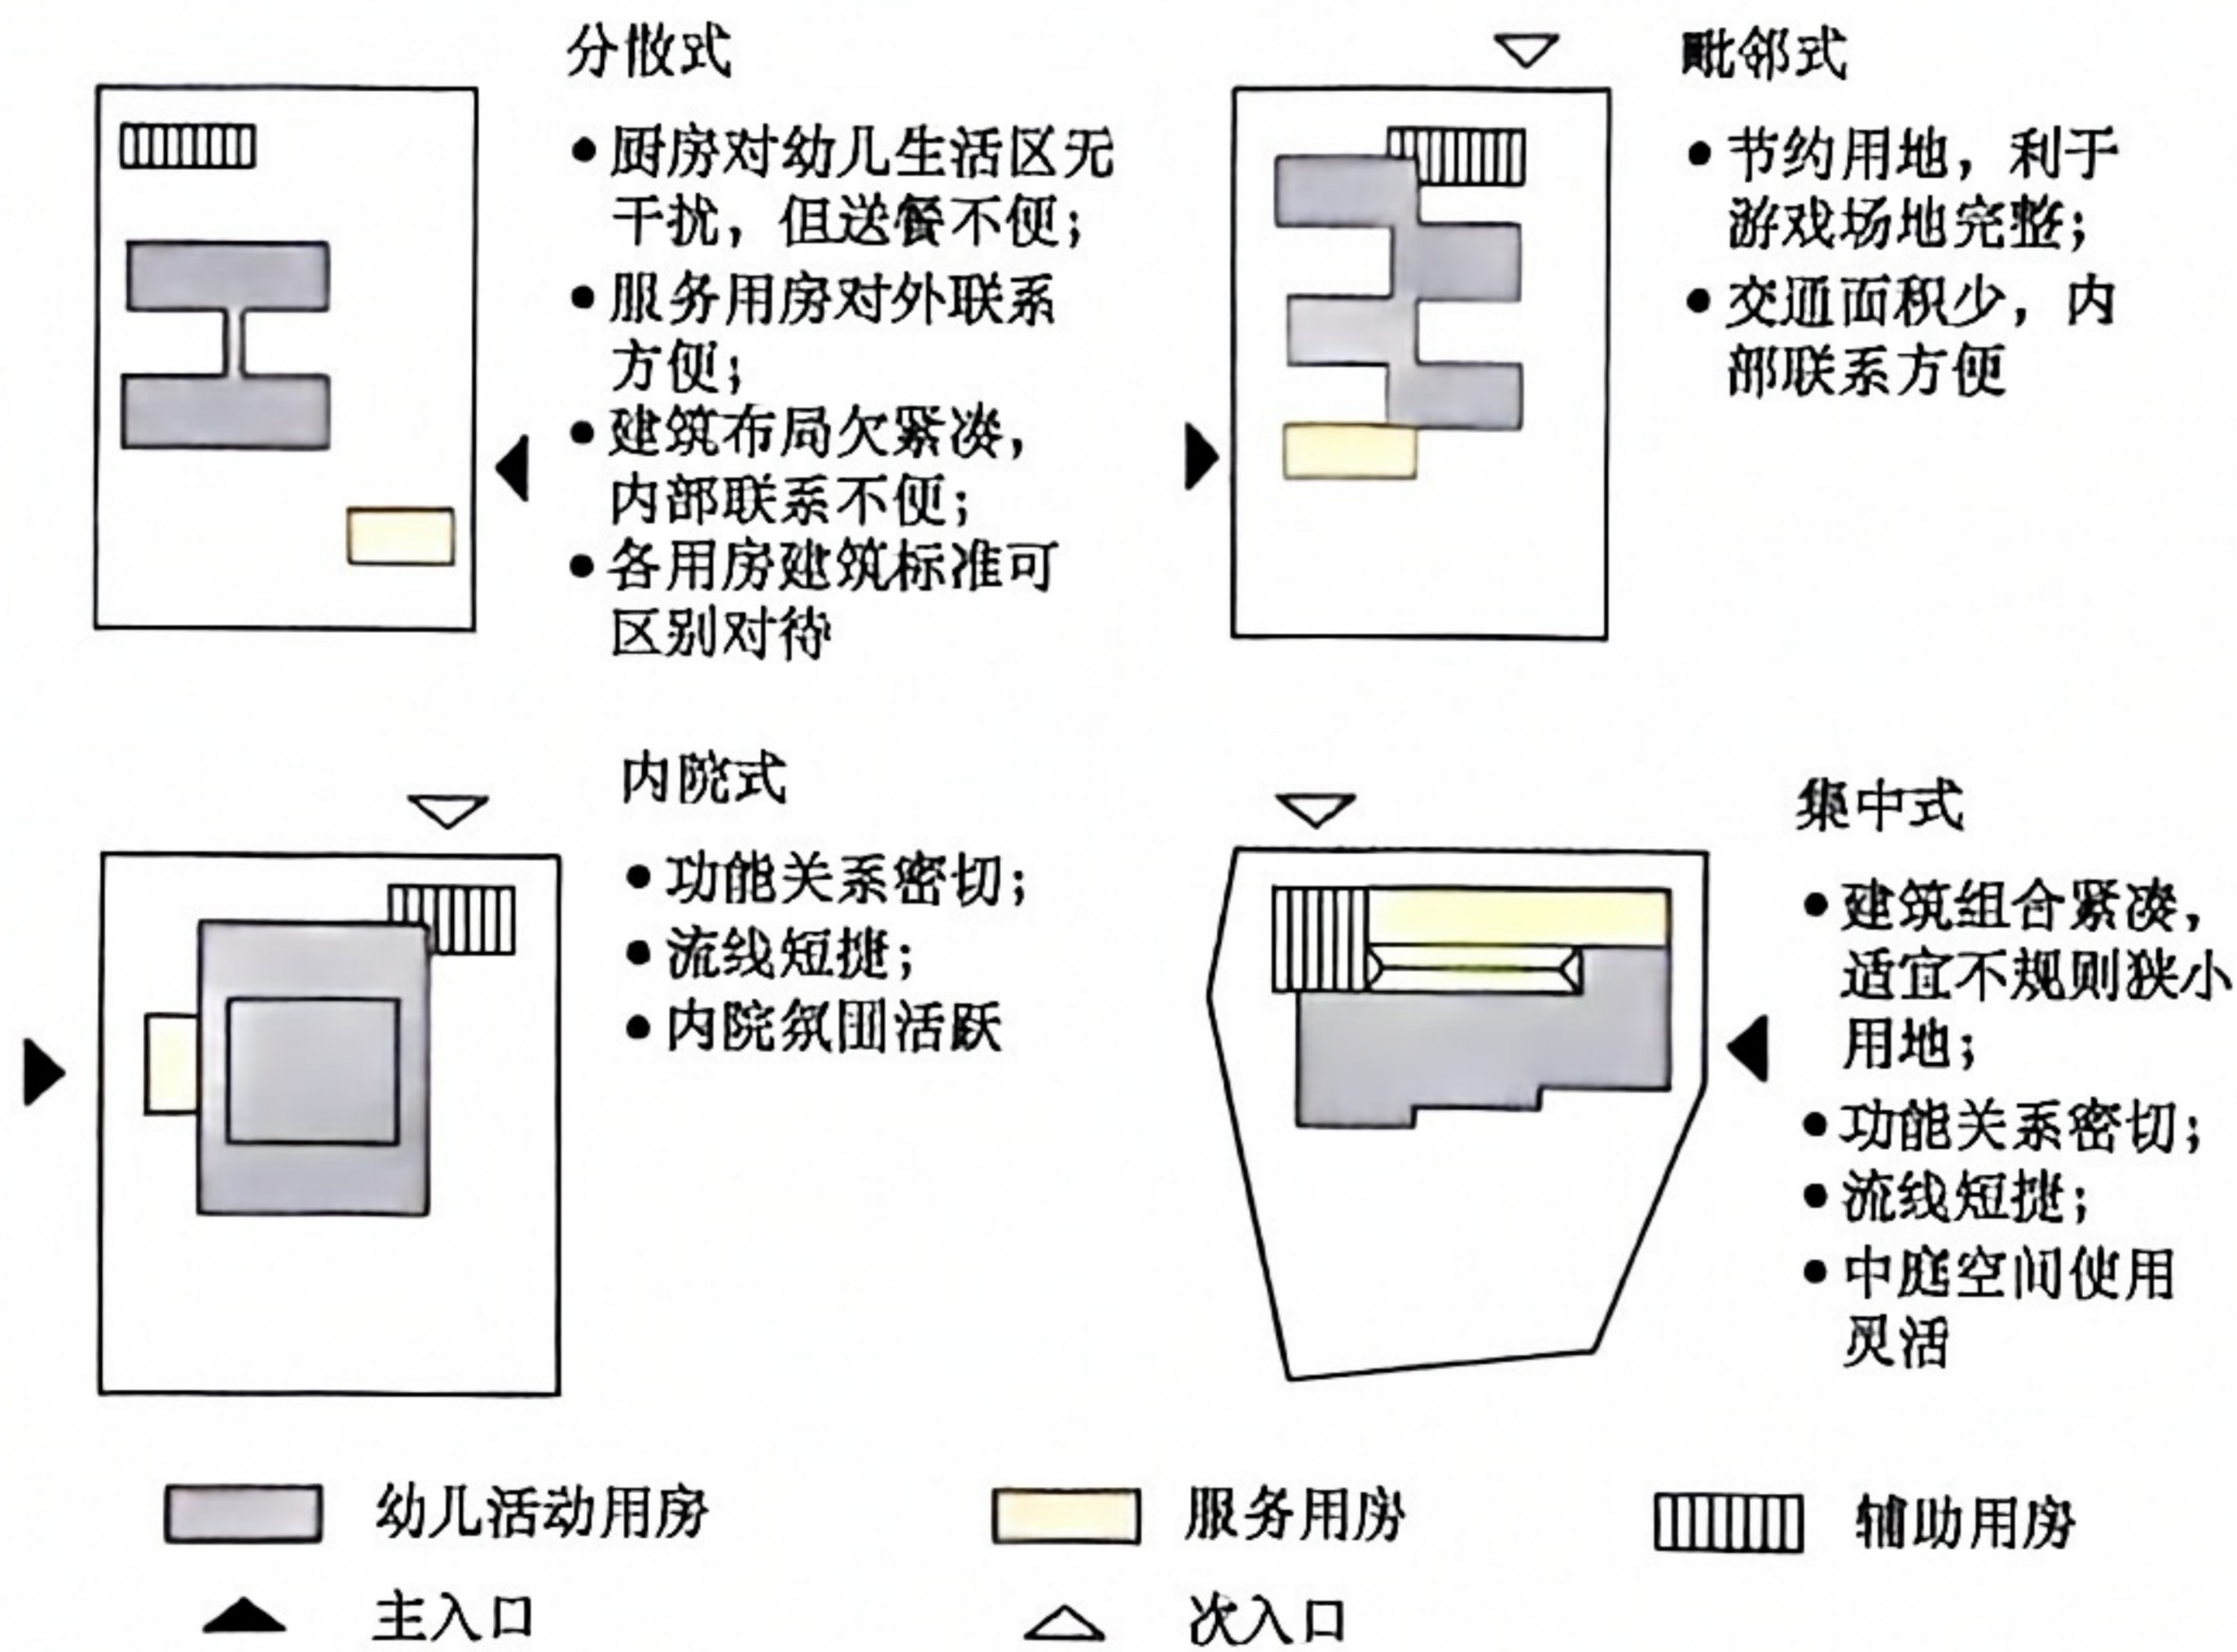 分散式
● 厨房对幼儿生活区无
干扰，但送餐不便；
● 服务用房对外联系
方便；
● 建筑布局欠紧凑，
内部联系不便；
● 各用房建筑标准可
区别对待
毗邻式
● 节约用地，利于
游戏场地完整；
● 交通面积少，内
部联系方便
内院式
● 功能关系密切；
● 流线短捷；
● 内院氛围活跃
集中式
● 建筑组合紧凑，
适宜不规则狭小
用地；
● 功能关系密切；
● 流线短捷；
● 中庭空间使用
灵活
幼儿活动用房
服务用房
辅助用房
主入口
次入口